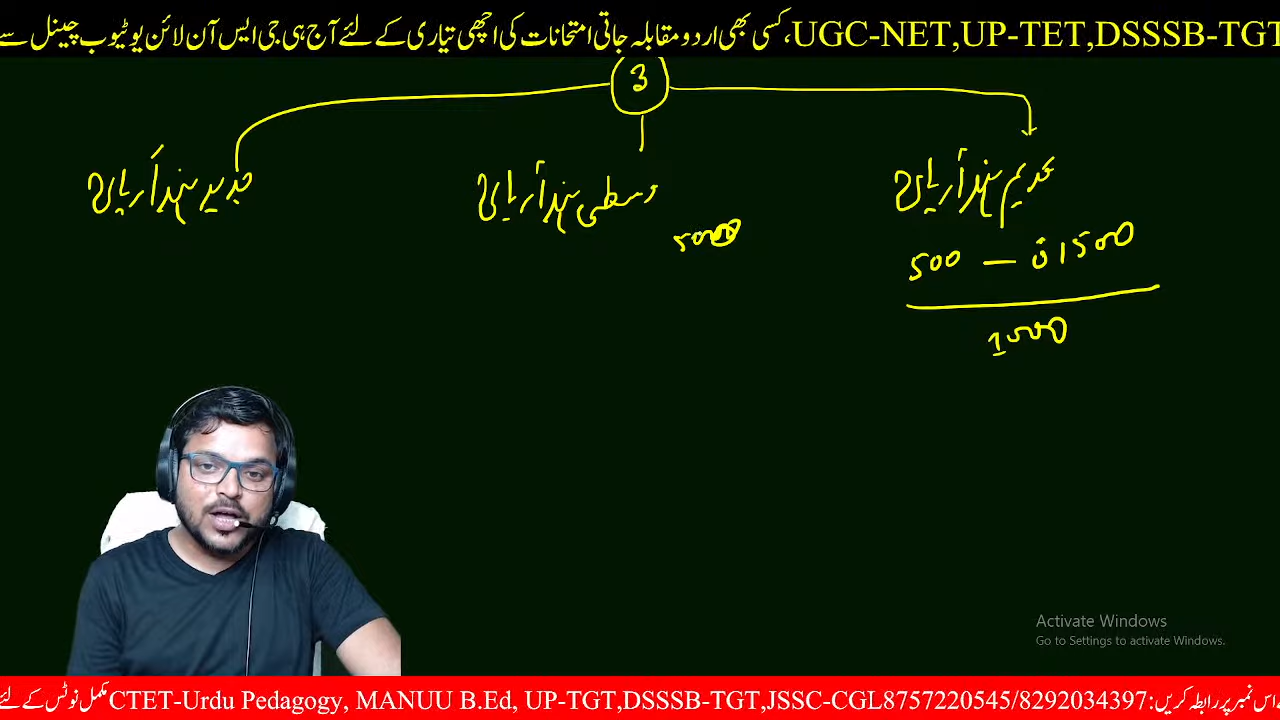 کسی بھی اردو مقابلہ جاتی امتحانات کی اچھی تیاری کے لئے آج ہی جی ایس آن لائن یوٹیوب چینل سے ،UGC-NET,UP-TET,DSSSB-TGT
3
قدیم ہند آریائی
وسطی ہند آریائی
جدید ہند آریائی
1500 ق — 500
500
1000
Activate Windows
Go to Settings to activate Windows.
اس نمبر پر رابطہ کریں: 8757220545/8292034397 CTET-Urdu Pedagogy, MANUU B.Ed, UP-TGT,DSSSB-TGT,JSSC-CGL مکمل نوٹس کے لئے